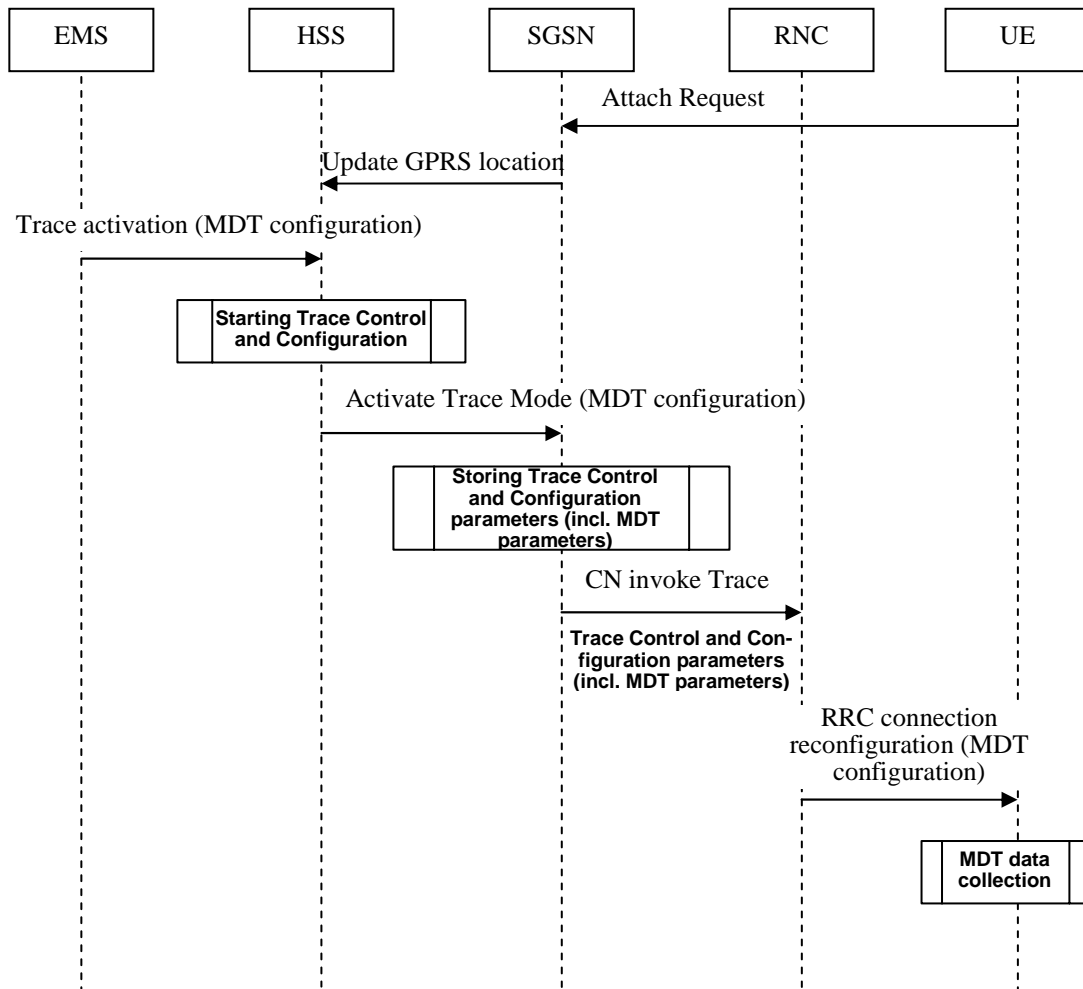 EMS
HSS
SGSN
RNC
UE
Attach Request
Update GPRS location
Trace activation (MDT configuration)
Starting Trace Control
and Configuration
Activate Trace Mode (MDT configuration)
Storing Trace Control
and Configuration
parameters (incl. MDT
parameters)
CN invoke Trace
Trace Control and Con-
figuration parameters
(incl. MDT parameters)
RRC connection
reconfiguration (MDT
configuration)
MDT data
collection